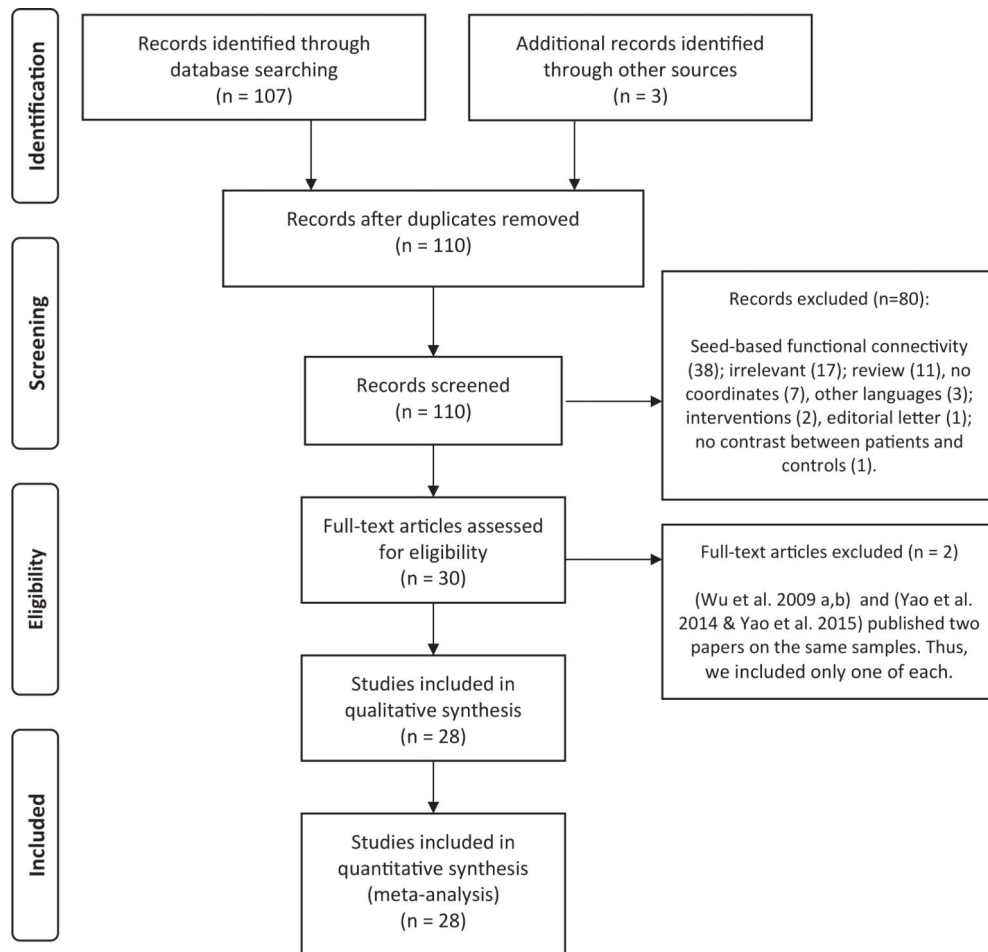 Identification
Records identified through
database searching
(n = 107)
Additional records identified
through other sources
(n = 3)
Records after duplicates removed
(n = 110)
Screening
Records screened
(n = 110)
Records excluded (n=80):
Seed-based functional connectivity
(38); irrelevant (17); review (11), no
coordinates (7), other languages (3);
interventions (2), editorial letter (1);
no contrast between patients and
controls (1).
Eligibility
Full-text articles assessed
for eligibility
(n = 30)
Full-text articles excluded (n = 2)
(Wu et al. 2009 a,b) and (Yao et al.
2014 & Yao et al. 2015) published two
papers on the same samples. Thus,
we included only one of each.
Studies included in
qualitative synthesis
(n = 28)
Included
Studies included in
quantitative synthesis
(meta-analysis)
(n = 28)